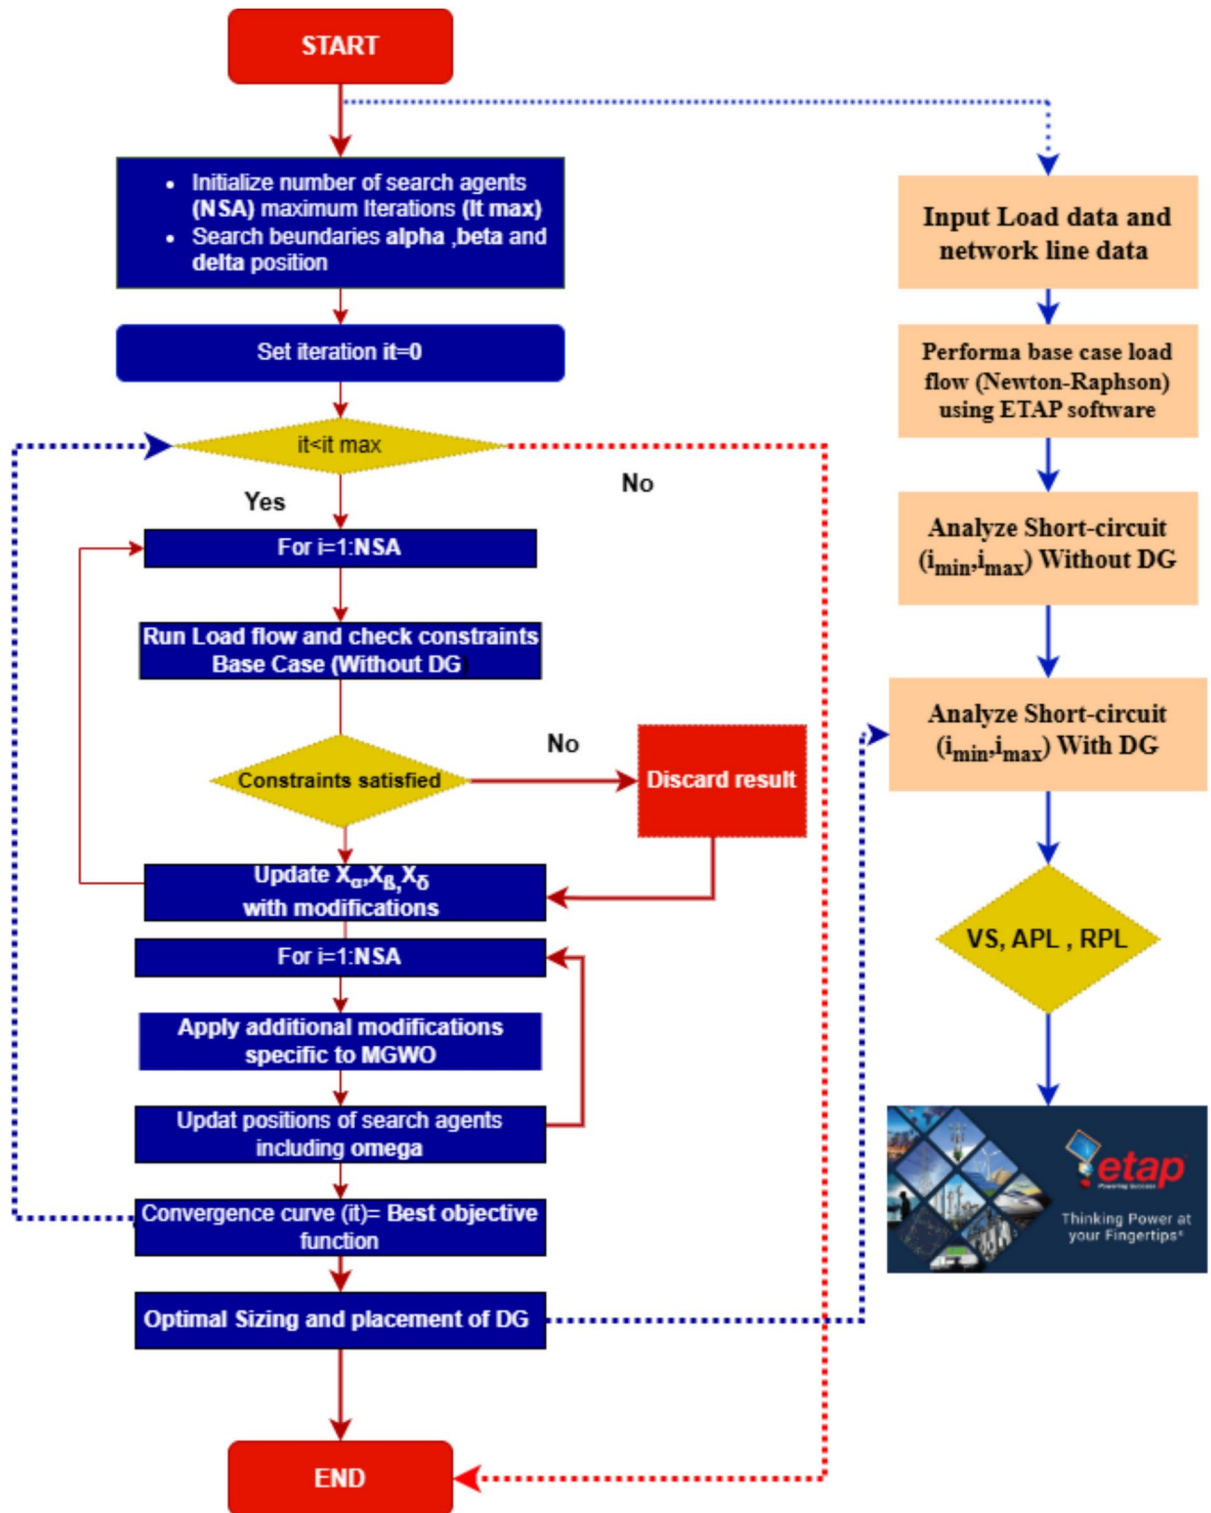 START
• Initialize number of search agents
(NSA) maximum Iterations (It max)
• Search beundaries alpha ,beta and
delta position
Set iteration it=0
it<it max
Yes
No
For i=1:NSA
Run Load flow and check constraints
Base Case (Without DG)
Constraints satisfied
No
Discard result
Update Xα,Xß,Xδ
with modifications
For i=1:NSA
Apply additional modifications
specific to MGWO
Updat positions of search agents
including omega
Convergence curve (it)= Best objective
function
Optimal Sizing and placement of DG
END
Input Load data and
network line data
Performa base case load
flow (Newton-Raphson)
using ETAP software
Analyze Short-circuit
(imin,imax) Without DG
Analyze Short-circuit
(imin,imax) With DG
VS, APL , RPL
etap
Powering Success
Thinking Power at
your Fingertips®